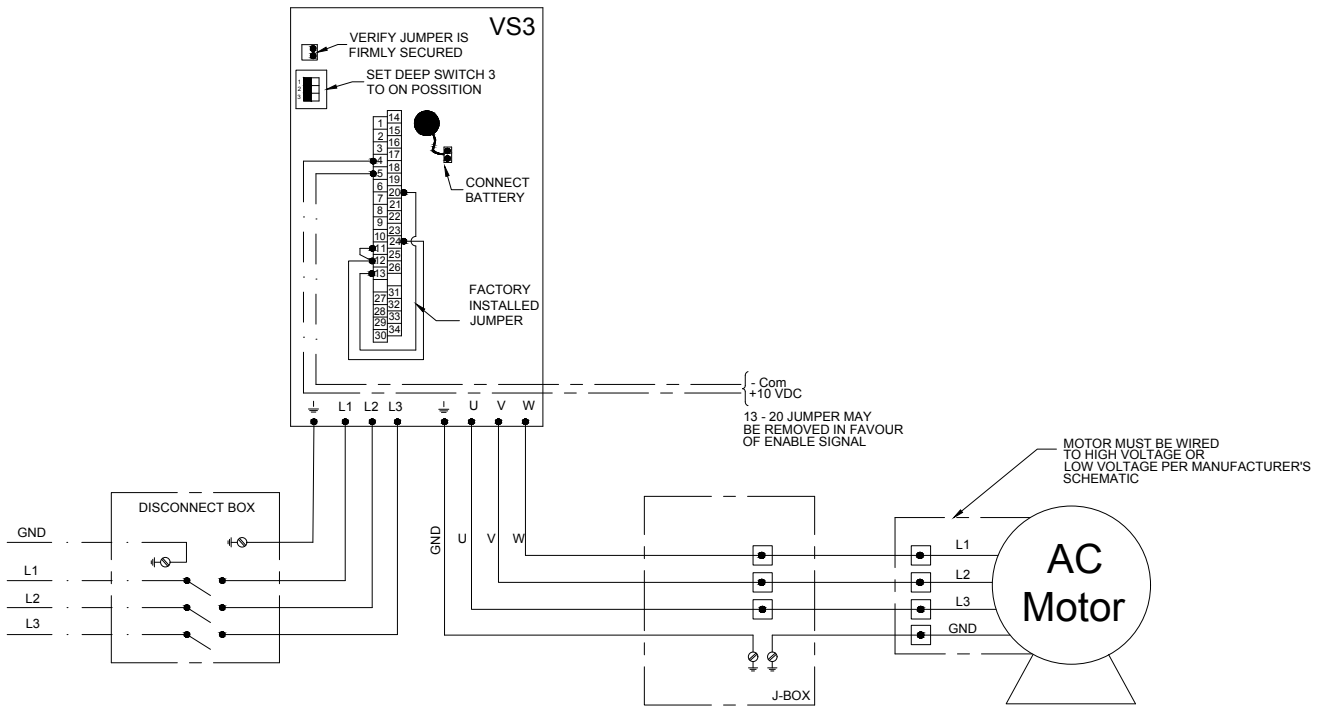 VS3
VERIFY JUMPER IS
FIRMLY SECURED
SET DEEP SWITCH 3
TO ON POSSITION
1
2
3
1
2
3
4
5
6
7
8
9
10
11
12
13
27
28
29
30
14
15
16
17
18
19
20
21
22
23
24
25
26
31
32
33
34
CONNECT
BATTERY
FACTORY
INSTALLED
JUMPER
- Com
+10 VDC
13 - 20 JUMPER MAY
BE REMOVED IN FAVOUR
OF ENABLE SIGNAL
L1 L2 L3 U V W
MOTOR MUST BE WIRED
TO HIGH VOLTAGE OR
LOW VOLTAGE PER MANUFACTURER'S
SCHEMATIC
DISCONNECT BOX
GND
L1
L2
L3
GND
U
V
W
J-BOX
L1
L2
L3
GND
AC
Motor